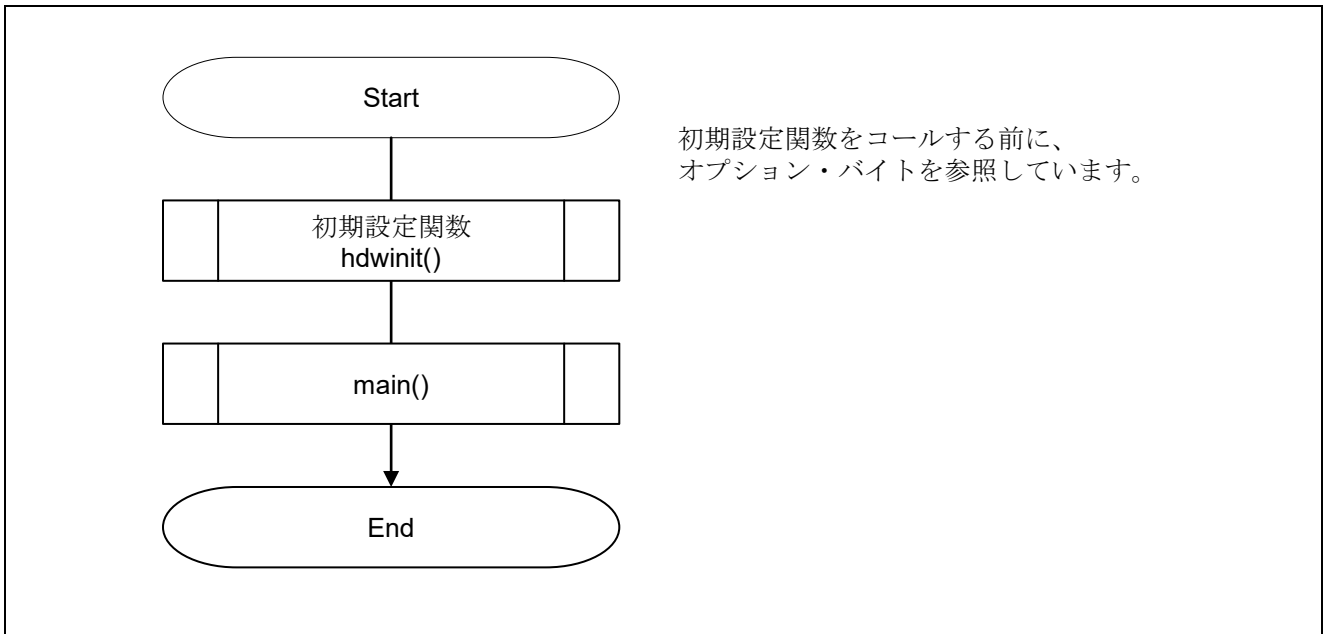 Start
初期設定関数をコールする前に、
オプション・バイトを参照しています。
初期設定関数
hdwinit()
main()
End